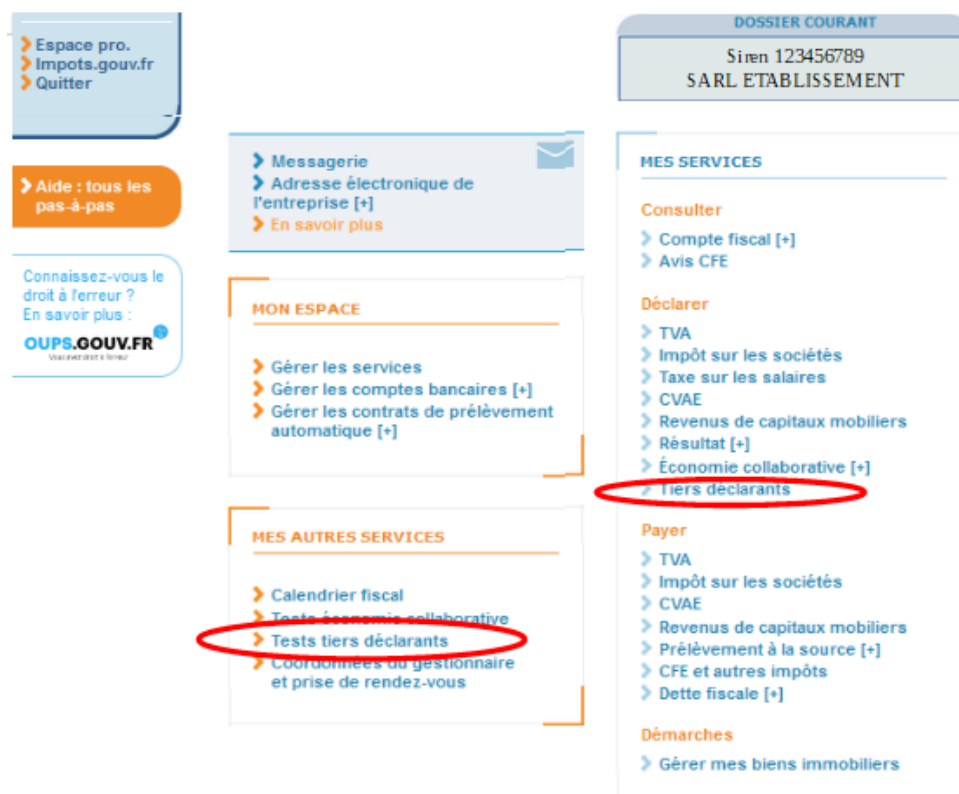 Espace pro.
Impots.gouv.fr
Quitter
Aide : tous les
pas-à-pas
Connaissez-vous le
droit à l'erreur ?
En savoir plus :
OUPS.GOUV.FR
Vous avez droit à l'erreur
Messagerie
Adresse électronique de
l'entreprise [+]
En savoir plus
MON ESPACE
Gérer les services
Gérer les comptes bancaires [+]
Gérer les contrats de prélèvement
automatique [+]
MES AUTRES SERVICES
Calendrier fiscal
Tests économie collaborative
Tests tiers déclarants
Coordonnées du gestionnaire
et prise de rendez-vous
DOSSIER COURANT
Siren 123456789
SARL ETABLISSEMENT
MES SERVICES
Consulter
Compte fiscal [+]
Avis CFE
Déclarer
TVA
Impôt sur les sociétés
Taxe sur les salaires
CVAE
Revenus de capitaux mobiliers
Résultat [+]
Économie collaborative [+]
Tiers déclarants
Payer
TVA
Impôt sur les sociétés
CVAE
Revenus de capitaux mobiliers
Prélèvement à la source [+]
CFE et autres impôts
Dette fiscale [+]
Démarches
Gérer mes biens immobiliers